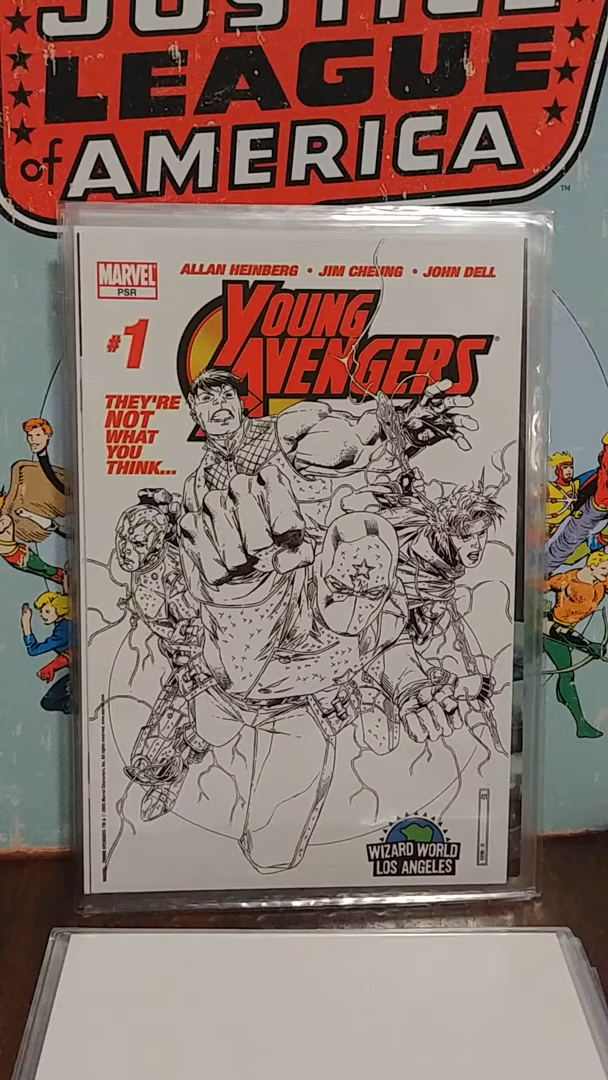 JUSTICE
LEAGUE
of AMERICA
TM
ALLAN HEINBERG • JIM CHEUNG • JOHN DELL
MARVEL
PSR
YOUNG
AVENGERS
#1
THEY'RE
NOT
WHAT
YOU
THINK...
WIZARD WORLD
LOS ANGELES